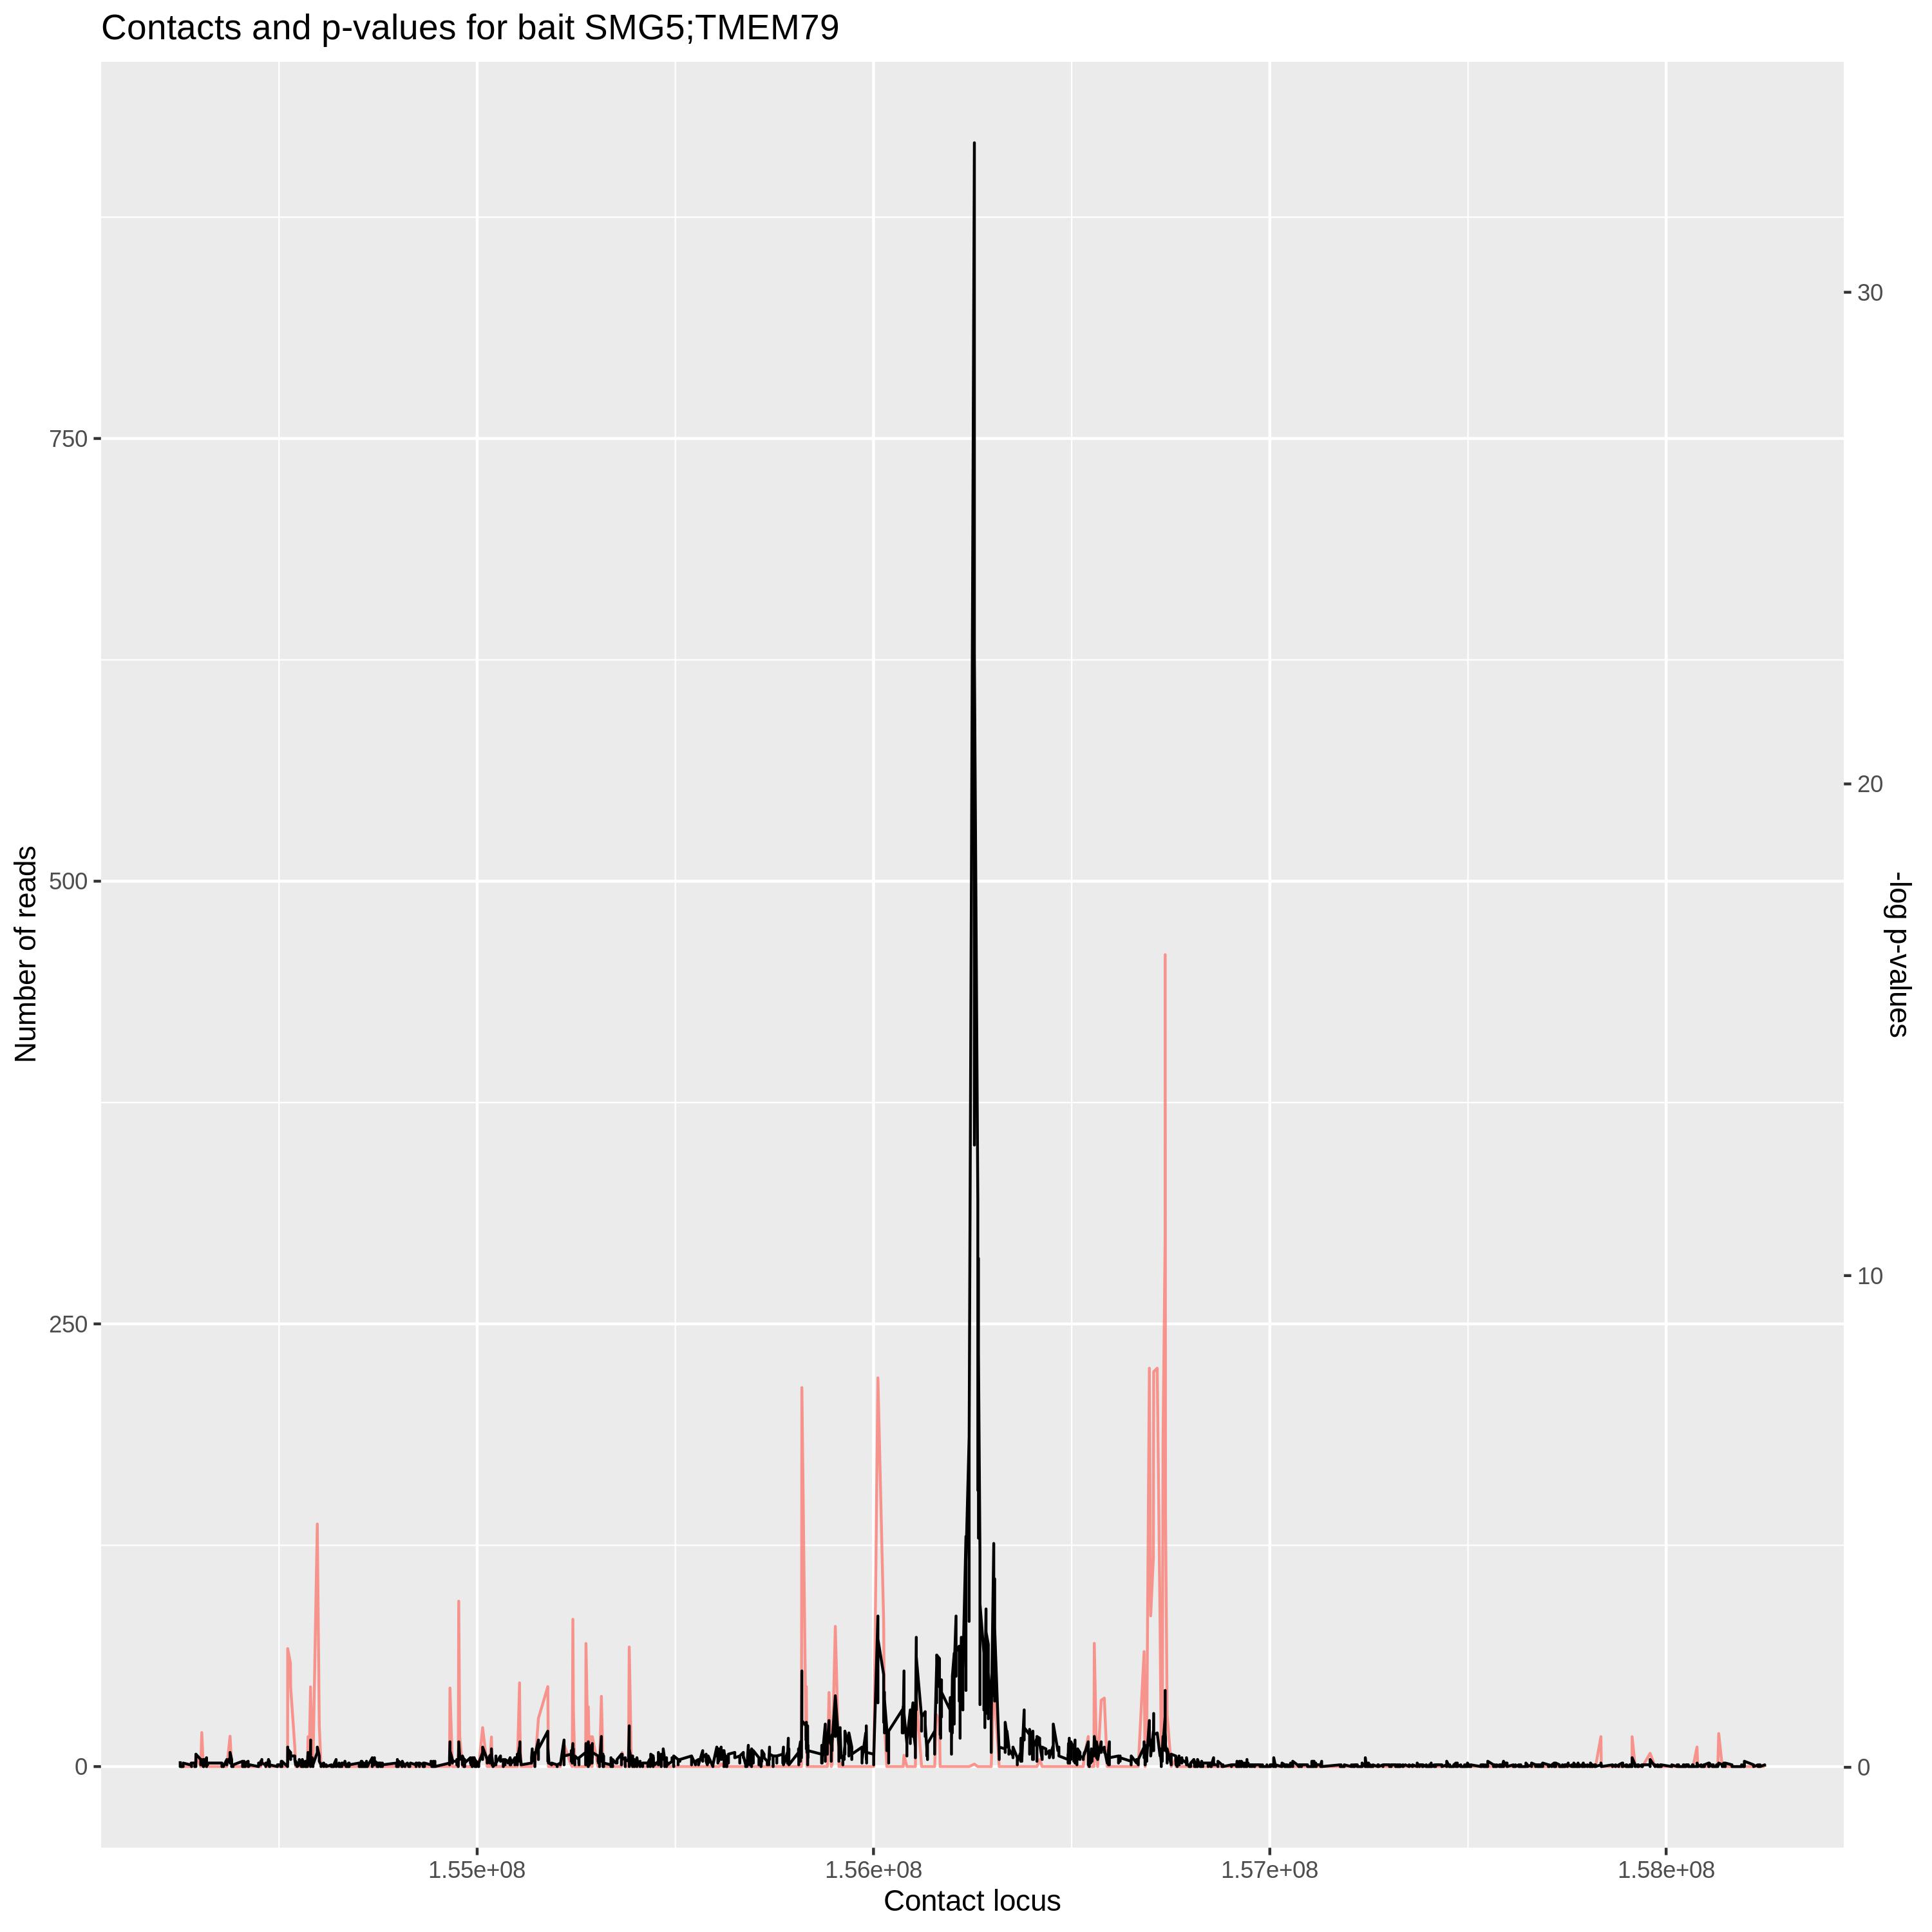 Contacts and p-values for bait SMG5;TMEM79
Number of reads
750
500
250
0
30
20
10
0
-log p-values
1.55e+08
1.56e+08
1.57e+08
1.58e+08
Contact locus